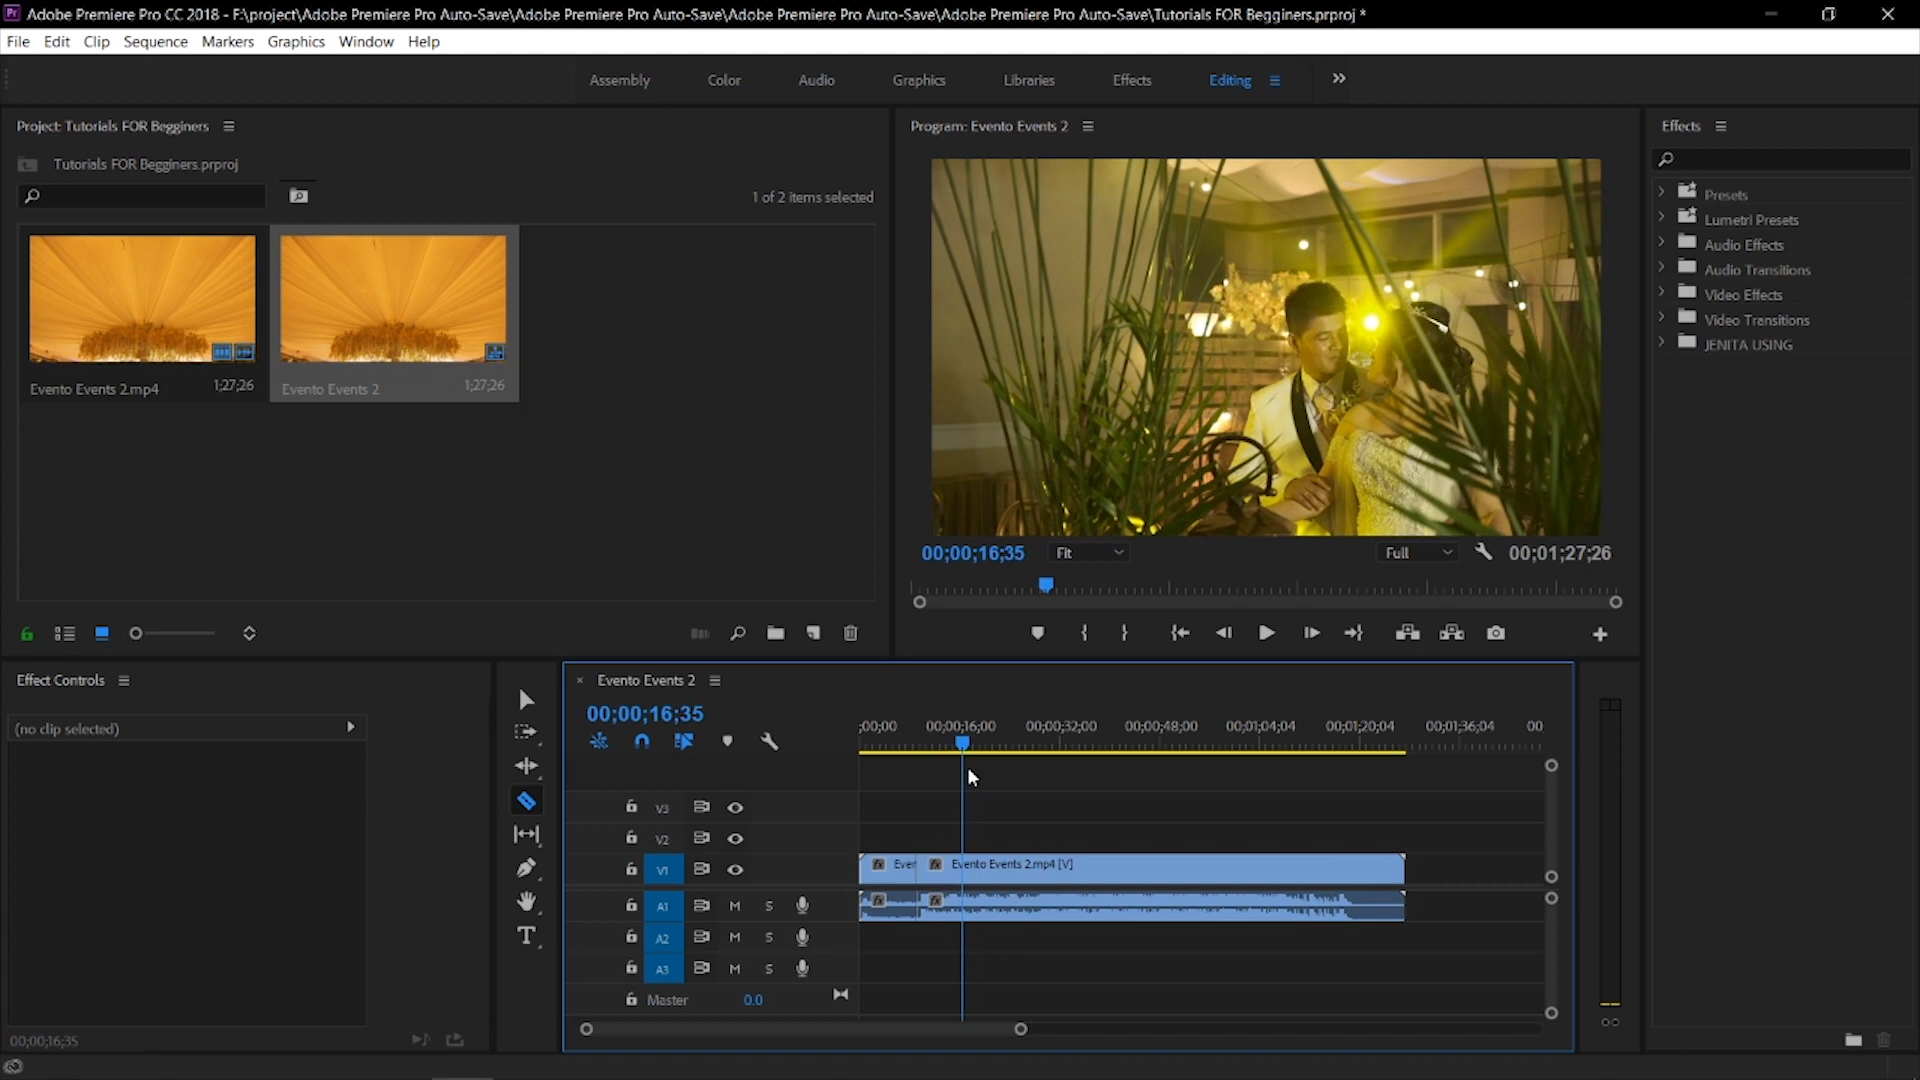 Adobe Premiere Pro CC 2018 - F:\project\Adobe Premiere Pro Auto-Save\Adobe Premiere Pro Auto-Save\Adobe Premiere Pro Auto-Save\Adobe Premiere Pro Auto-Save\Tutorials FOR Begginers.prproj *
File Edit Clip Sequence Markers Graphics Window Help
Assembly Color Audio Graphics Libraries Effects Editing
Project: Tutorials FOR Begginers
Tutorials FOR Begginers.prproj
1 of 2 items selected
Evento Events 2.mp4 1;27;26
Evento Events 2 1;27;26
Program: Evento Events 2
00;00;16;35 Fit Full 00;01;27;26
Effects
Presets
Lumetri Presets
Audio Effects
Audio Transitions
Video Effects
Video Transitions
JENITA USING
Effect Controls
(no clip selected)
00;00;16;35
Evento Events 2
00;00;16;35
;00;00 00;00;16;00 00;00;32;00 00;00;48;00 00;01;04;04 00;01;20;04 00;01;36;04 00
V3
V2
V1
Ever fx Evento Events 2.mp4 [V]
A1 M S
A2 M S
A3 M S
Master 0.0